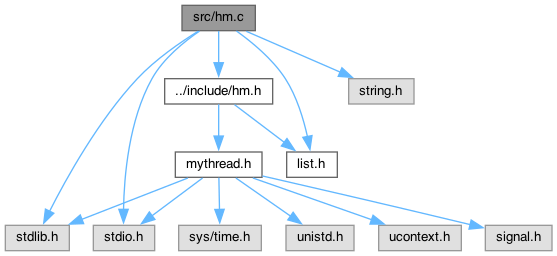 src/hm.c
../include/hm.h
string.h
mythread.h
list.h
stdlib.h
stdio.h
sys/time.h
unistd.h
ucontext.h
signal.h